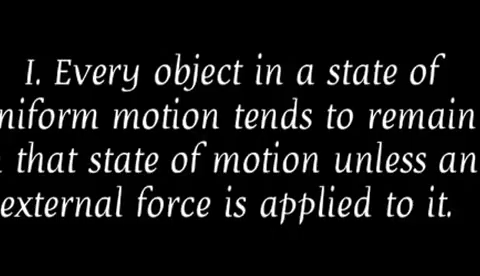 I. Every object in a state of
niform motion tends to remain
that state of motion unless an
external force is applied to it.